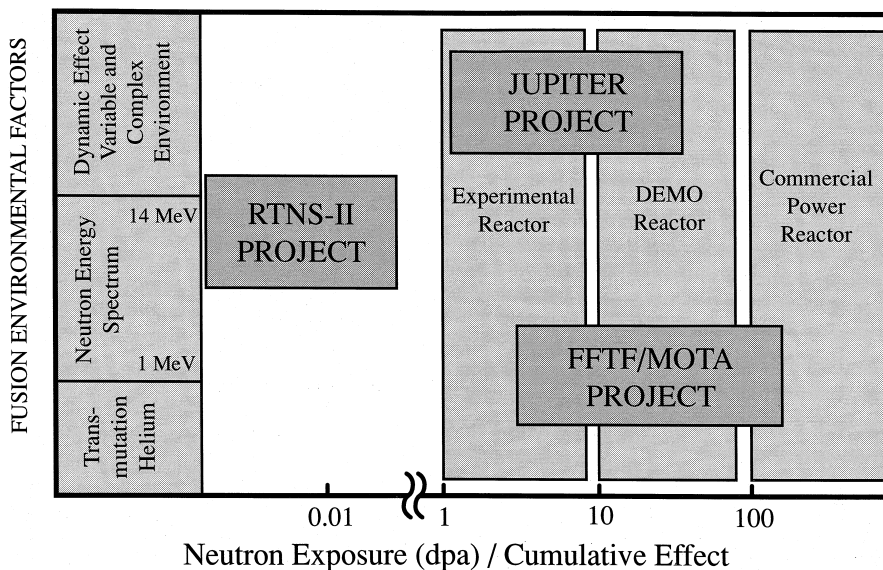 FUSION ENVIRONMENTAL FACTORS
Dynamic Effect
Variable and
Complex
Environment
Neutron Energy
Spectrum
14 MeV
1 MeV
Trans-
mutation
Helium
RTNS-II
PROJECT
JUPITER
PROJECT
Experimental
Reactor
DEMO
Reactor
Commercial
Power
Reactor
FFTF/MOTA
PROJECT
0.01
1
10
100
Neutron Exposure (dpa) / Cumulative Effect